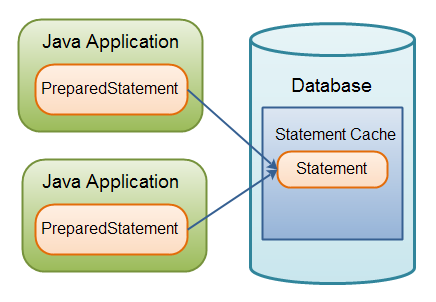 Java Application
PreparedStatement
Java Application
PreparedStatement
Database
Statement Cache
Statement